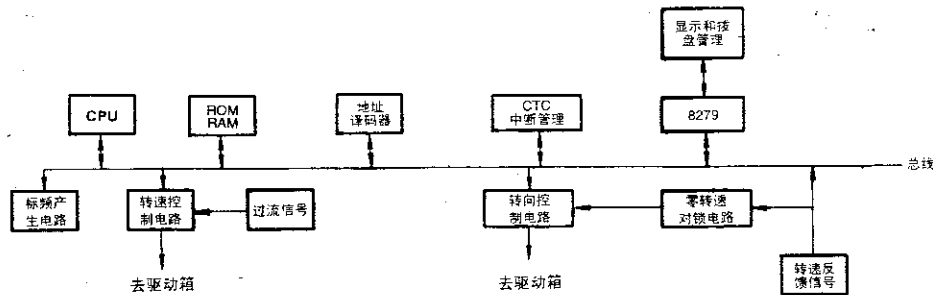 显示和拨
盘管理
CPU
ROM
RAM
地址
译码器
CTC
中断管理
8279
总线
标频产
生电路
转速控
制电路
过流信号
转向控
制电路
零转速
对锁电路
转速反
馈信号
去驱动箱
去驱动箱